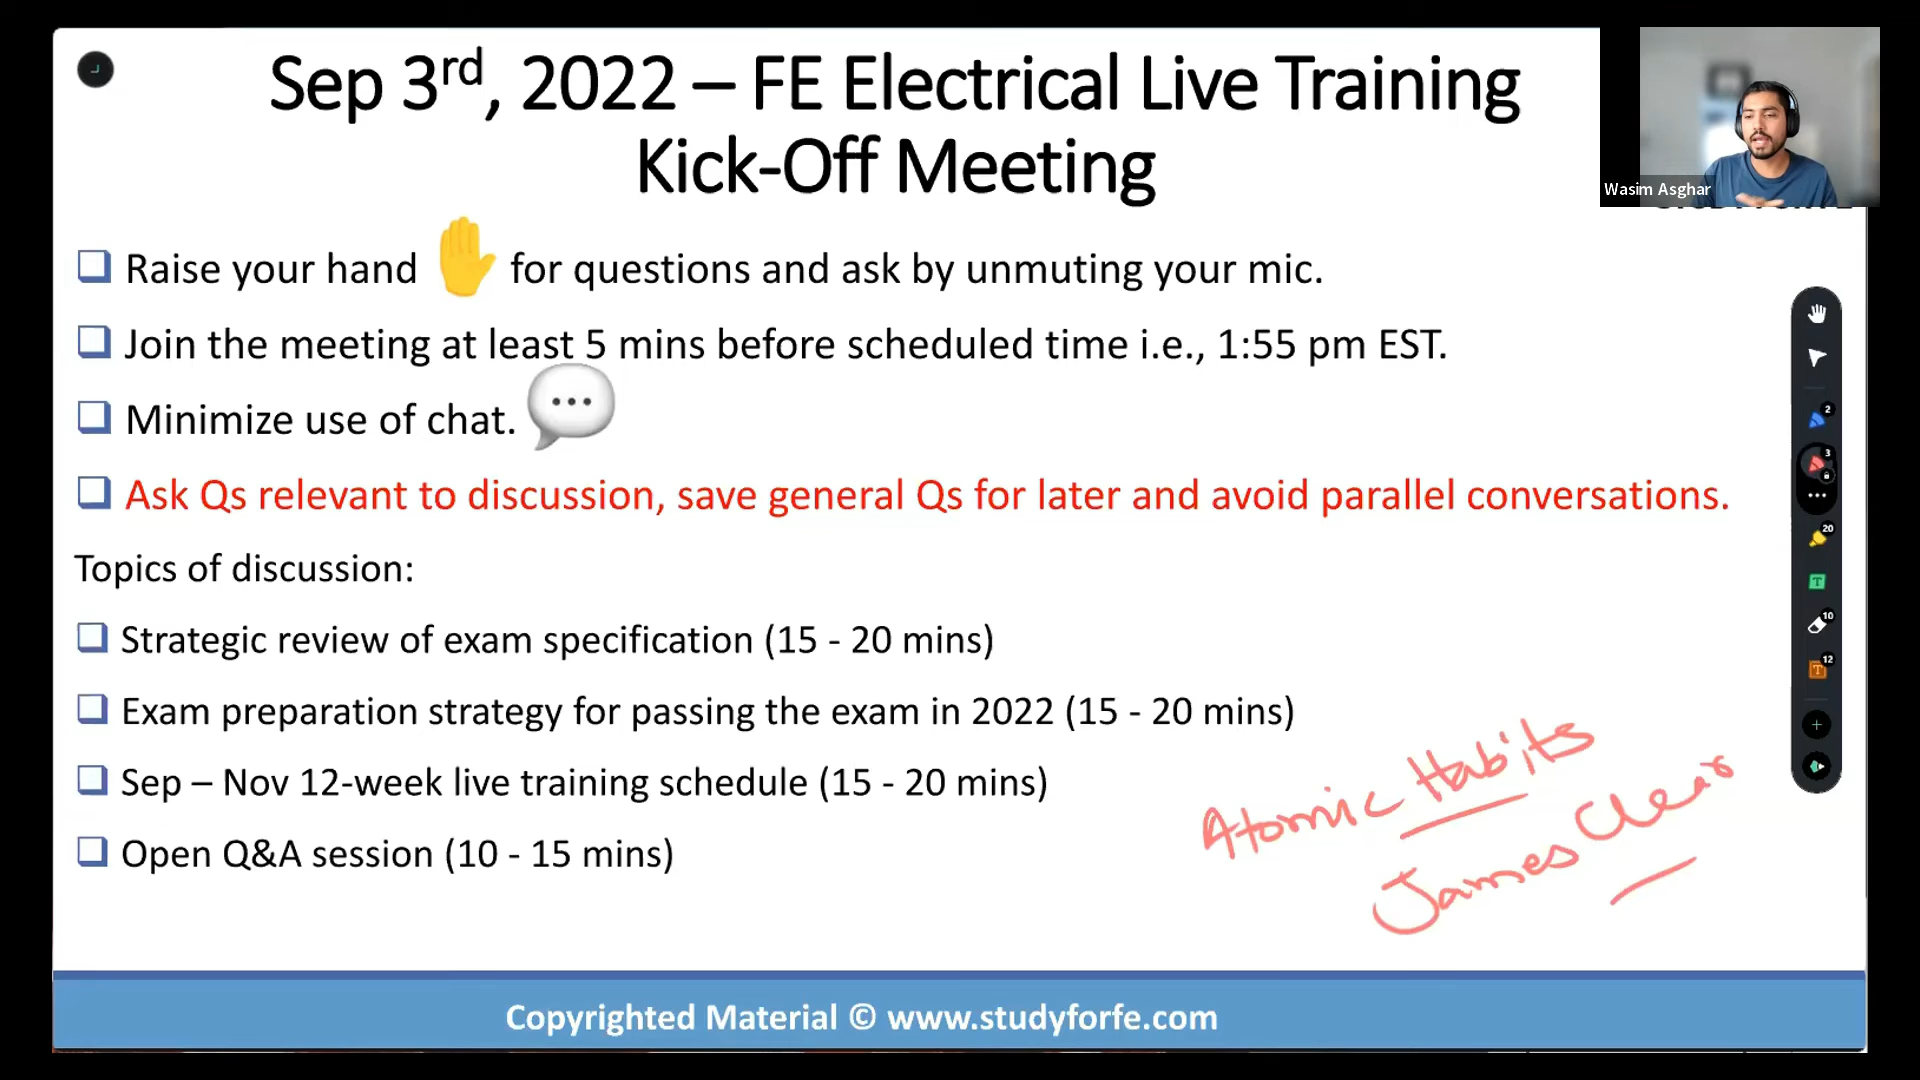 Sep 3rd, 2022 – FE Electrical Live Training
Kick-Off Meeting
Wasim Asghar
Raise your hand for questions and ask by unmuting your mic.
Join the meeting at least 5 mins before scheduled time i.e., 1:55 pm EST.
Minimize use of chat.
Ask Qs relevant to discussion, save general Qs for later and avoid parallel conversations.
Topics of discussion:
Strategic review of exam specification (15 - 20 mins)
Exam preparation strategy for passing the exam in 2022 (15 - 20 mins)
Sep – Nov 12-week live training schedule (15 - 20 mins)
Open Q&A session (10 - 15 mins)
Atomic Habits
James Clear
2
3
20
T
10
T
12
Copyrighted Material © www.studyforfe.com